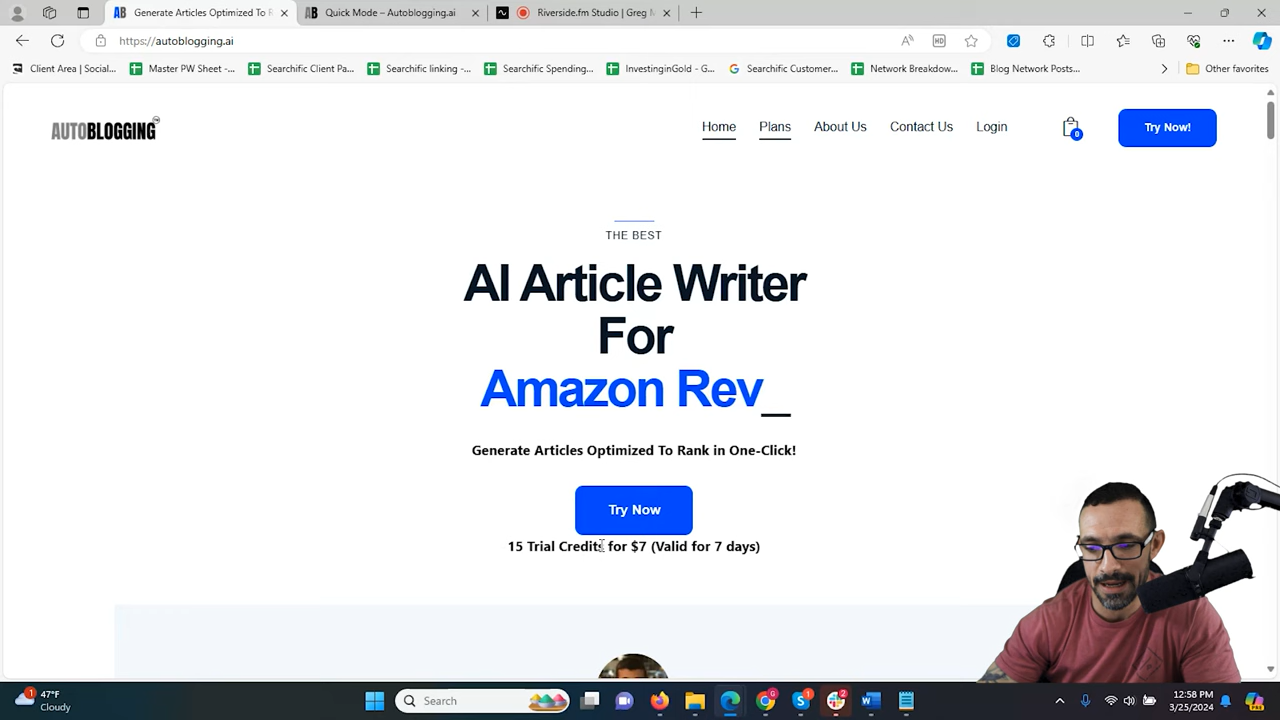 Generate Articles Optimized To R
Quick Mode – Autoblogging.ai
Riverside.fm Studio | Greg
https://autoblogging.ai
Client Area | Social...
Master PW Sheet -...
Searchific Client Pa...
Searchific linking -...
Searchific Spending...
InvestinginGold - G...
Searchific Customer...
Network Breakdow...
Blog Network Posts...
Other favorites
AUTOBLOGGING
Home
Plans
About Us
Contact Us
Login
0
Try Now!
THE BEST
AI Article Writer
For
Amazon Rev_
Generate Articles Optimized To Rank in One-Click!
Try Now
15 Trial Credits for $7 (Valid for 7 days)
1
47°F
Cloudy
Search
1
2
12:58 PM
3/25/2024